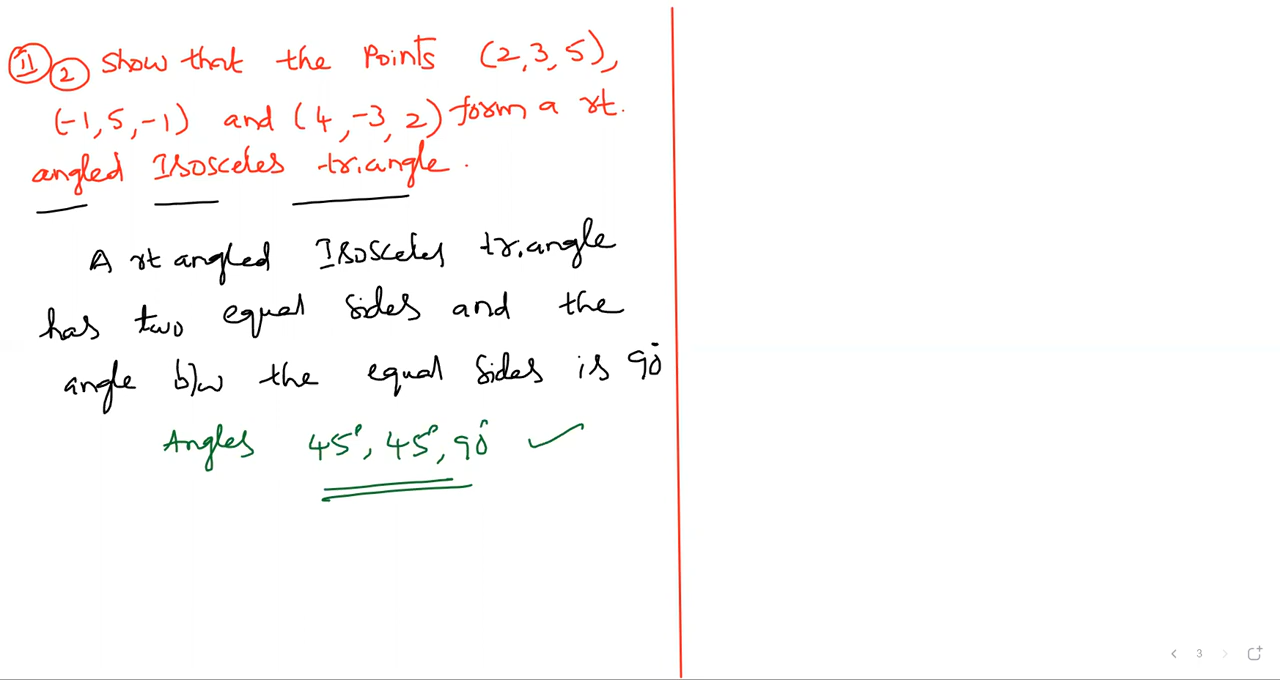 II 2 Show that the Points (2,3,5),
(-1,5,-1) and (4,-3,2) form a rt.
angled Isosceles triangle.
A rt angled Isosceles triangle
has two equal sides and the
angle b/w the equal sides is 90°
Angles 45°, 45°, 90° ✓
< 3 >